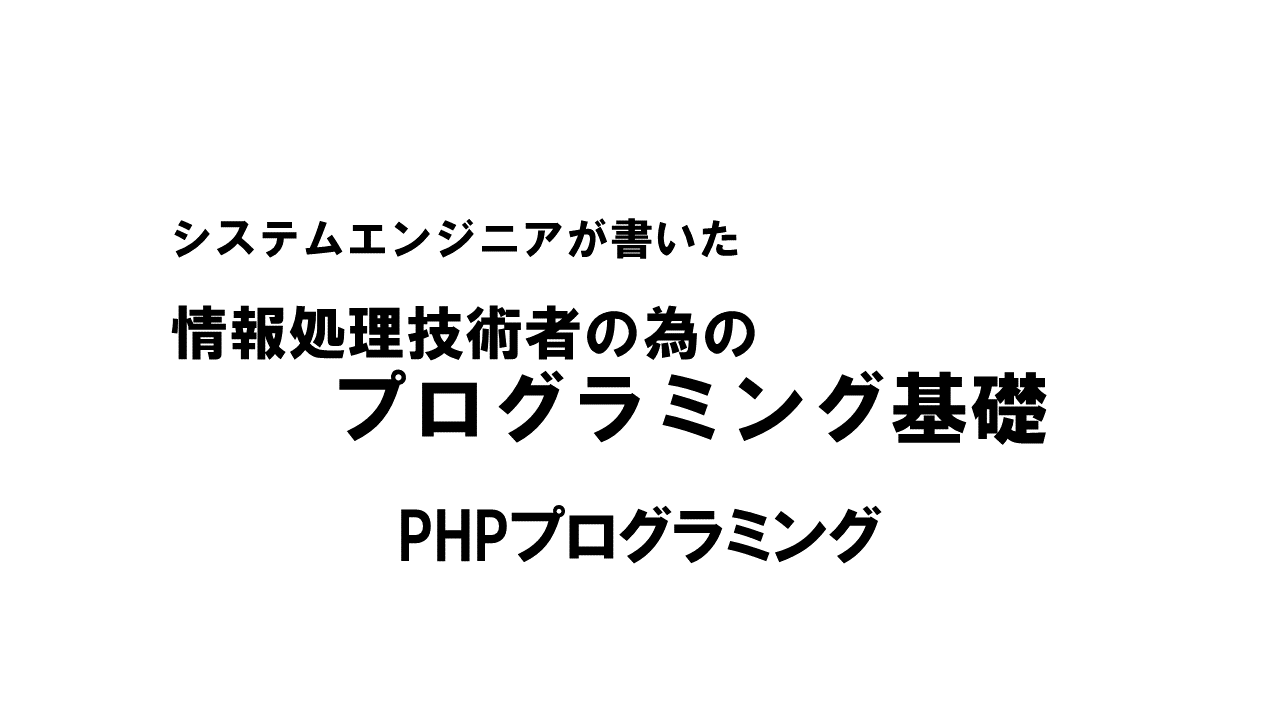 システムエンジニアが書いた
情報処理技術者の為の
プログラミング基礎
PHPプログラミング